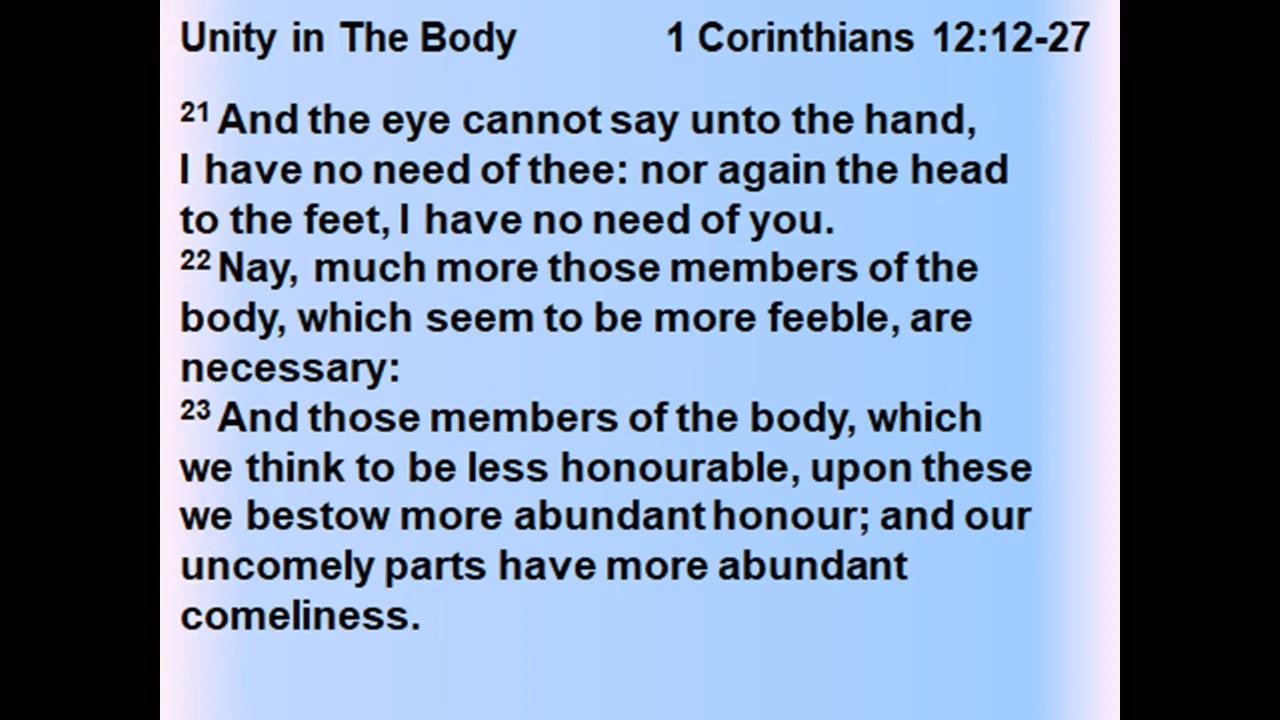 Unity in The Body 1 Corinthians 12:12-27
21 And the eye cannot say unto the hand,
I have no need of thee: nor again the head
to the feet, I have no need of you.
22 Nay, much more those members of the
body, which seem to be more feeble, are
necessary:
23 And those members of the body, which
we think to be less honourable, upon these
we bestow more abundant honour; and our
uncomely parts have more abundant
comeliness.